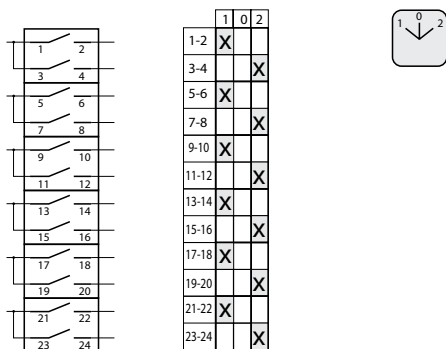 1 0 2
1 2
3 4
5 6
7 8
9 10
11 12
13 14
15 16
17 18
19 20
21 22
23 24
1 0 2
1-2 X
3-4 X
5-6 X
7-8 X
9-10 X
11-12 X
13-14 X
15-16 X
17-18 X
19-20 X
21-22 X
23-24 X